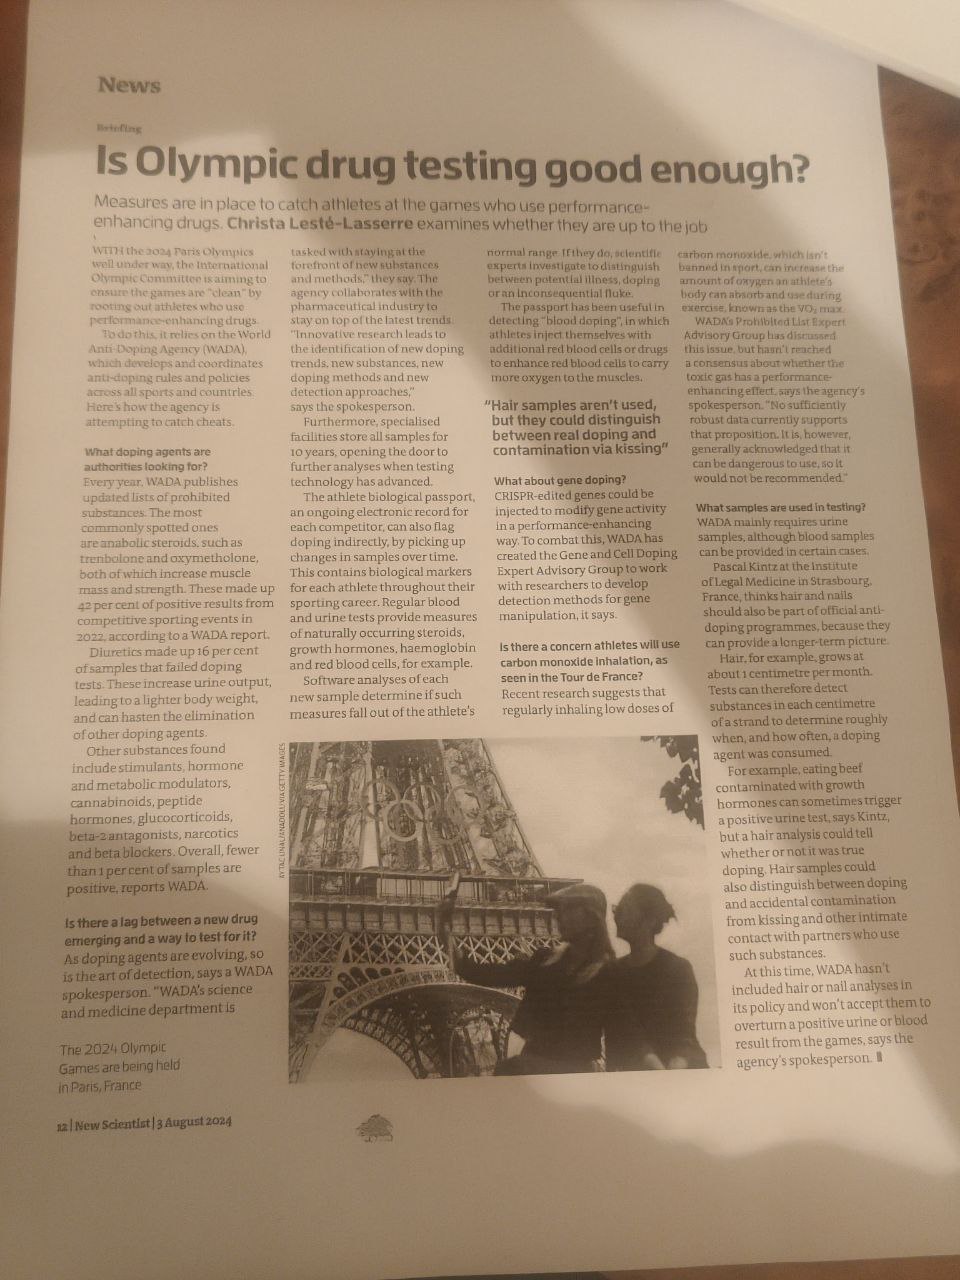 News
Briefing
Is Olympic drug testing good enough?
Measures are in place to catch athletes at the games who use performance-
enhancing drugs. Christa Lesté-Lasserre examines whether they are up to the job
WITH the 2024 Paris Olympics
well under way, the International
Olympic Committee is aiming to
ensure the games are "clean" by
rooting out athletes who use
performance-enhancing drugs.
To do this, it relies on the World
Anti-Doping Agency (WADA),
which develops and coordinates
anti-doping rules and policies
across all sports and countries.
Here's how the agency is
attempting to catch cheats.
What doping agents are
authorities looking for?
Every year, WADA publishes
updated lists of prohibited
substances. The most
commonly spotted ones
are anabolic steroids, such as
trenbolone and oxymetholone,
both of which increase muscle
mass and strength. These made up
42 per cent of positive results from
competitive sporting events in
2022, according to a WADA report.
Diuretics made up 16 per cent
of samples that failed doping
tests. These increase urine output,
leading to a lighter body weight,
and can hasten the elimination
of other doping agents.
Other substances found
include stimulants, hormone
and metabolic modulators,
cannabinoids, peptide
hormones, glucocorticoids,
beta-2 antagonists, narcotics
and beta blockers. Overall, fewer
than 1 per cent of samples are
positive, reports WADA.
Is there a lag between a new drug
emerging and a way to test for it?
As doping agents are evolving, so
is the art of detection, says a WADA
spokesperson. "WADA's science
and medicine department is
tasked with staying at the
forefront of new substances
and methods," they say. The
agency collaborates with the
pharmaceutical industry to
stay on top of the latest trends.
"Innovative research leads to
the identification of new doping
trends, new substances, new
doping methods and new
detection approaches,"
says the spokesperson.
Furthermore, specialised
facilities store all samples for
10 years, opening the door to
further analyses when testing
technology has advanced.
The athlete biological passport,
an ongoing electronic record for
each competitor, can also flag
doping indirectly, by picking up
changes in samples over time.
This contains biological markers
for each athlete throughout their
sporting career. Regular blood
and urine tests provide measures
of naturally occurring steroids,
growth hormones, haemoglobin
and red blood cells, for example.
Software analyses of each
new sample determine if such
measures fall out of the athlete's
normal range. If they do, scientific
experts investigate to distinguish
between potential illness, doping
or an inconsequential fluke.
The passport has been useful in
detecting "blood doping", in which
athletes inject themselves with
additional red blood cells or drugs
to enhance red blood cells to carry
more oxygen to the muscles.
"Hair samples aren't used,
but they could distinguish
between real doping and
contamination via kissing"
What about gene doping?
CRISPR-edited genes could be
injected to modify gene activity
in a performance-enhancing
way. To combat this, WADA has
created the Gene and Cell Doping
Expert Advisory Group to work
with researchers to develop
detection methods for gene
manipulation, it says.
Is there a concern athletes will use
carbon monoxide inhalation, as
seen in the Tour de France?
Recent research suggests that
regularly inhaling low doses of
carbon monoxide, which isn't
banned in sport, can increase the
amount of oxygen an athlete's
body can absorb and use during
exercise, known as the VO₂ max.
WADA's Prohibited List Expert
Advisory Group has discussed
this issue, but hasn't reached
a consensus about whether the
toxic gas has a performance-
enhancing effect, says the agency's
spokesperson. "No sufficiently
robust data currently supports
that proposition. It is, however,
generally acknowledged that it
can be dangerous to use, so it
would not be recommended."
What samples are used in testing?
WADA mainly requires urine
samples, although blood samples
can be provided in certain cases.
Pascal Kintz at the Institute
of Legal Medicine in Strasbourg,
France, thinks hair and nails
should also be part of official anti-
doping programmes, because they
can provide a longer-term picture.
Hair, for example, grows at
about 1 centimetre per month.
Tests can therefore detect
substances in each centimetre
of a strand to determine roughly
when, and how often, a doping
agent was consumed.
For example, eating beef
contaminated with growth
hormones can sometimes trigger
a positive urine test, says Kintz,
but a hair analysis could tell
whether or not it was true
doping. Hair samples could
also distinguish between doping
and accidental contamination
from kissing and other intimate
contact with partners who use
such substances.
At this time, WADA hasn't
included hair or nail analyses in
its policy and won't accept them to
overturn a positive urine or blood
result from the games, says the
agency's spokesperson.
AYTAC UNAL/ANADOLU VIA GETTY IMAGES
The 2024 Olympic
Games are being held
in Paris, France
12 | New Scientist | 3 August 2024